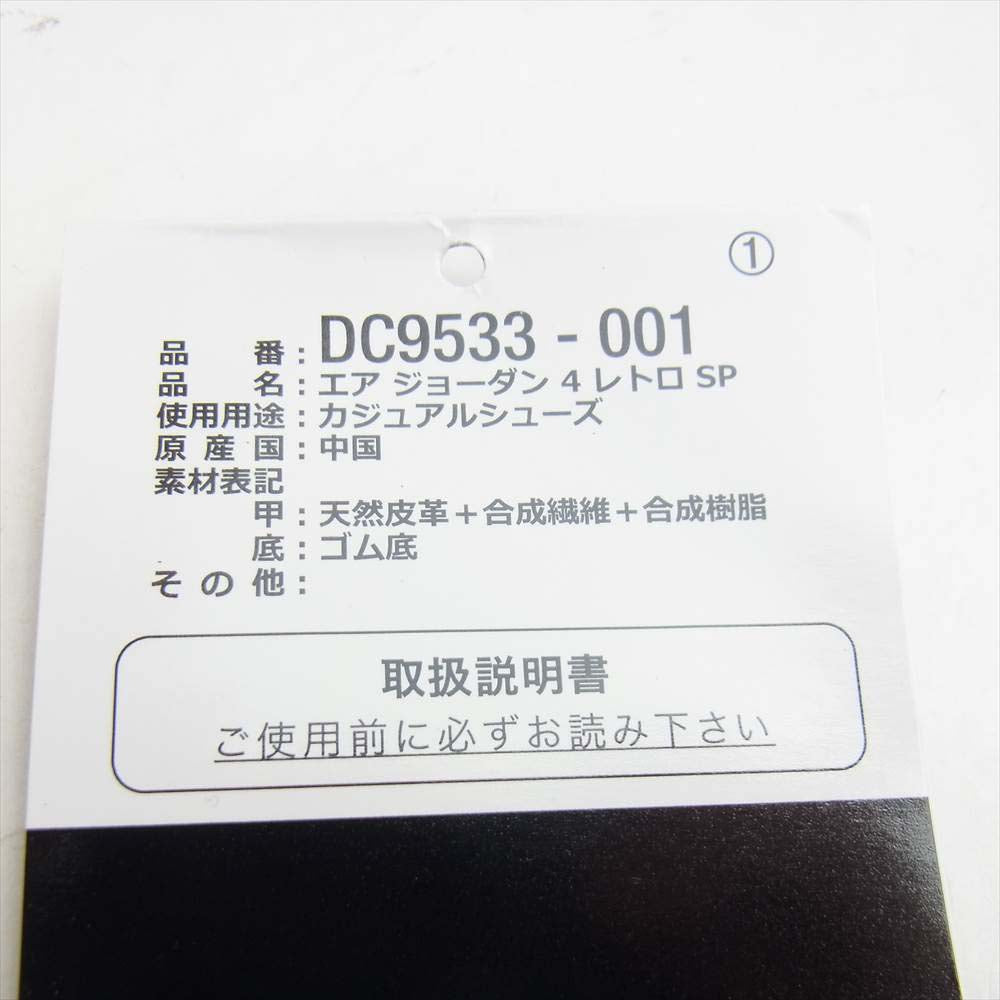 ①
品番：DC9533 - 001
品名：エア ジョーダン 4 レトロ SP
使用用途：カジュアルシューズ
原産国：中国
素材表記
甲：天然皮革＋合成繊維＋合成樹脂
底：ゴム底
その他：
取扱説明書
ご使用前に必ずお読み下さい